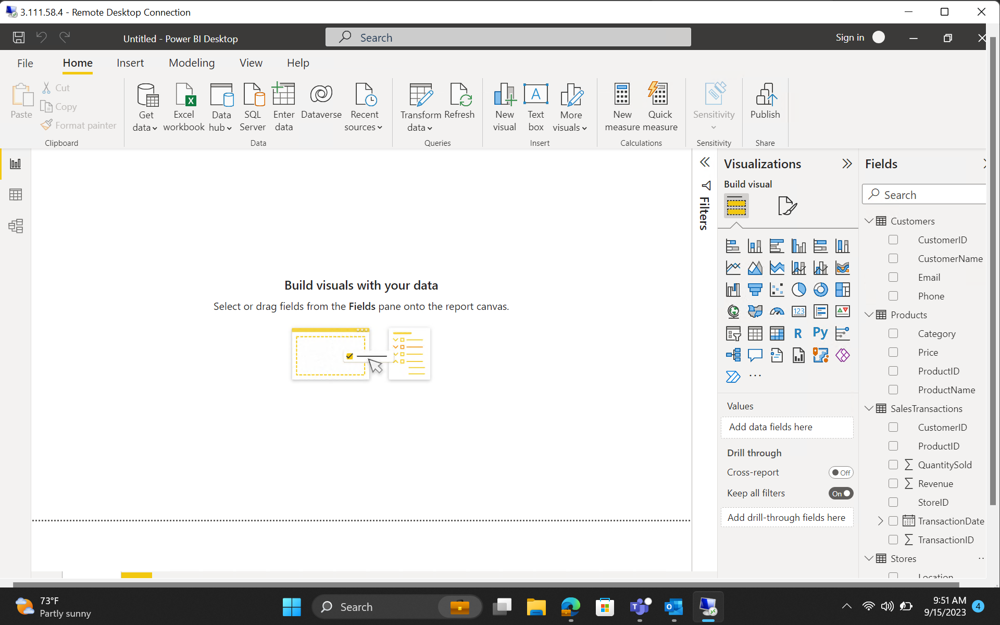 3.111.58.4 - Remote Desktop Connection
Untitled - Power BI Desktop
Search
Sign in
File
Home
Insert
Modeling
View
Help
Paste
Cut
Copy
Format painter
Clipboard
Get data
Excel workbook
Data hub
SQL Server
Enter data
Dataverse
Recent sources
Data
Transform data
Refresh
Queries
New visual
A
Text box
More visuals
Insert
New measure
Quick measure
Calculations
Sensitivity
Sensitivity
Publish
Share
Build visuals with your data
Select or drag fields from the Fields pane onto the report canvas.
Filters
Visualizations
Build visual
123
R
Py
Values
Add data fields here
Drill through
Cross-report
Off
Keep all filters
On
Add drill-through fields here
Fields
Search
Customers
CustomerID
CustomerName
Email
Phone
Products
Category
Price
ProductID
ProductName
SalesTransactions
CustomerID
ProductID
QuantitySold
Revenue
StoreID
TransactionDate
TransactionID
Stores
Location
73°F
Partly sunny
Search
9:51 AM
9/15/2023
4